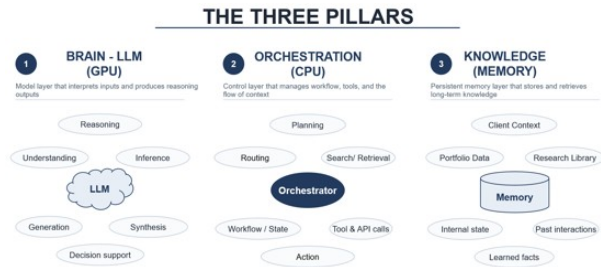 THE THREE PILLARS
1
BRAIN - LLM
(GPU)
Model layer that interprets inputs and produces reasoning
outputs
Reasoning
Understanding
Inference
LLM
Generation
Synthesis
Decision support
2
ORCHESTRATION
(CPU)
Control layer that manages workflow, tools, and the
flow of context
Planning
Routing
Search/ Retrieval
Orchestrator
Workflow / State
Tool & API calls
Action
3
KNOWLEDGE
(MEMORY)
Persistent memory layer that stores and retrieves
long-term knowledge
Client Context
Portfolio Data
Research Library
Memory
Internal state
Past interactions
Learned facts